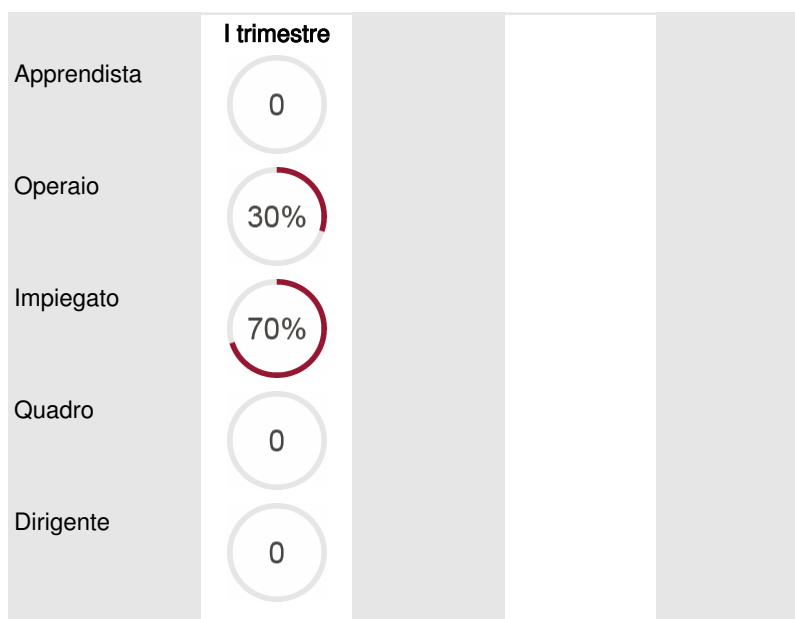 I trimestre
Apprendista
0
Operaio
30%
Impiegato
70%
Quadro
0
Dirigente
0